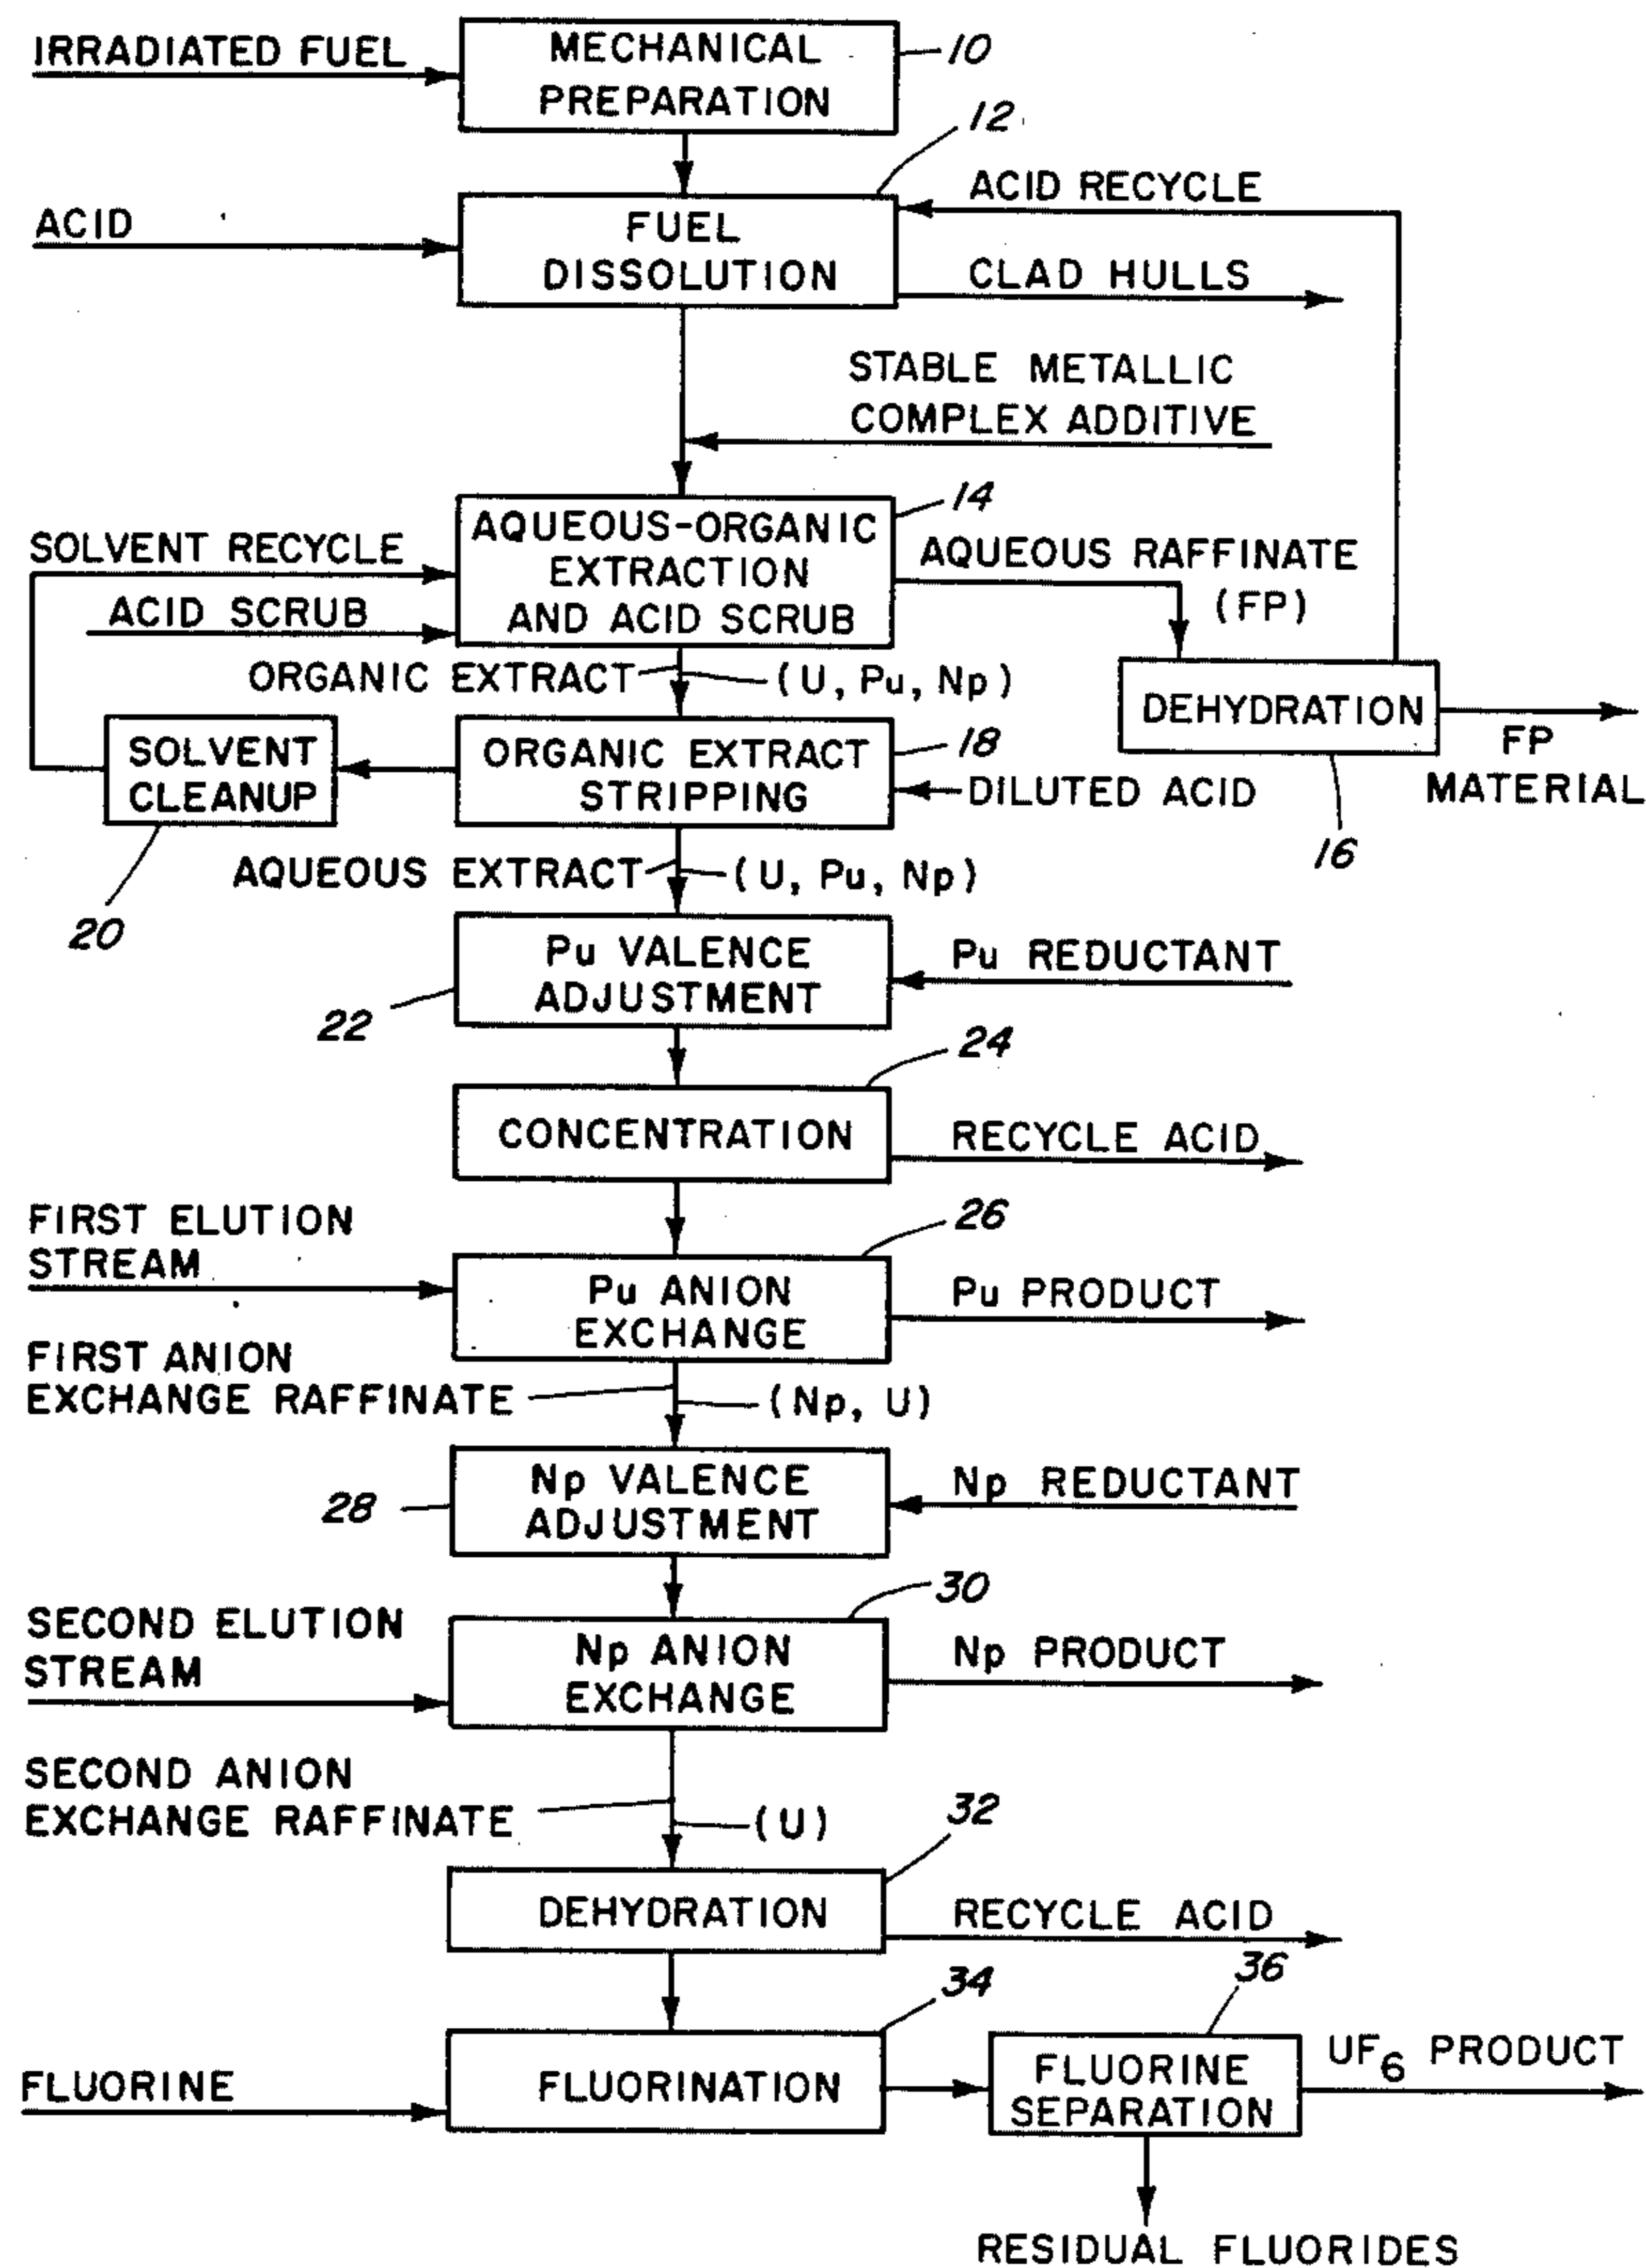 IRRADIATED FUEL
MECHANICAL
PREPARATION
10
12
ACID
FUEL
DISSOLUTION
ACID RECYCLE
CLAD HULLS
STABLE METALLIC
COMPLEX ADDITIVE
14
SOLVENT RECYCLE
ACID SCRUB
AQUEOUS-ORGANIC
EXTRACTION
AND ACID SCRUB
AQUEOUS RAFFINATE
(FP)
ORGANIC EXTRACT
(U, Pu, Np)
DEHYDRATION
FP
MATERIAL
16
SOLVENT
CLEANUP
20
ORGANIC EXTRACT
STRIPPING
18
DILUTED ACID
AQUEOUS EXTRACT
(U, Pu, Np)
Pu VALENCE
ADJUSTMENT
22
Pu REDUCTANT
24
CONCENTRATION
RECYCLE ACID
FIRST ELUTION
STREAM
26
Pu ANION
EXCHANGE
Pu PRODUCT
FIRST ANION
EXCHANGE RAFFINATE
(Np, U)
28
Np VALENCE
ADJUSTMENT
Np REDUCTANT
30
SECOND ELUTION
STREAM
Np ANION
EXCHANGE
Np PRODUCT
SECOND ANION
EXCHANGE RAFFINATE
(U)
32
DEHYDRATION
RECYCLE ACID
34
36
FLUORINE
FLUORINATION
FLUORINE
SEPARATION
UF6 PRODUCT
RESIDUAL FLUORIDES